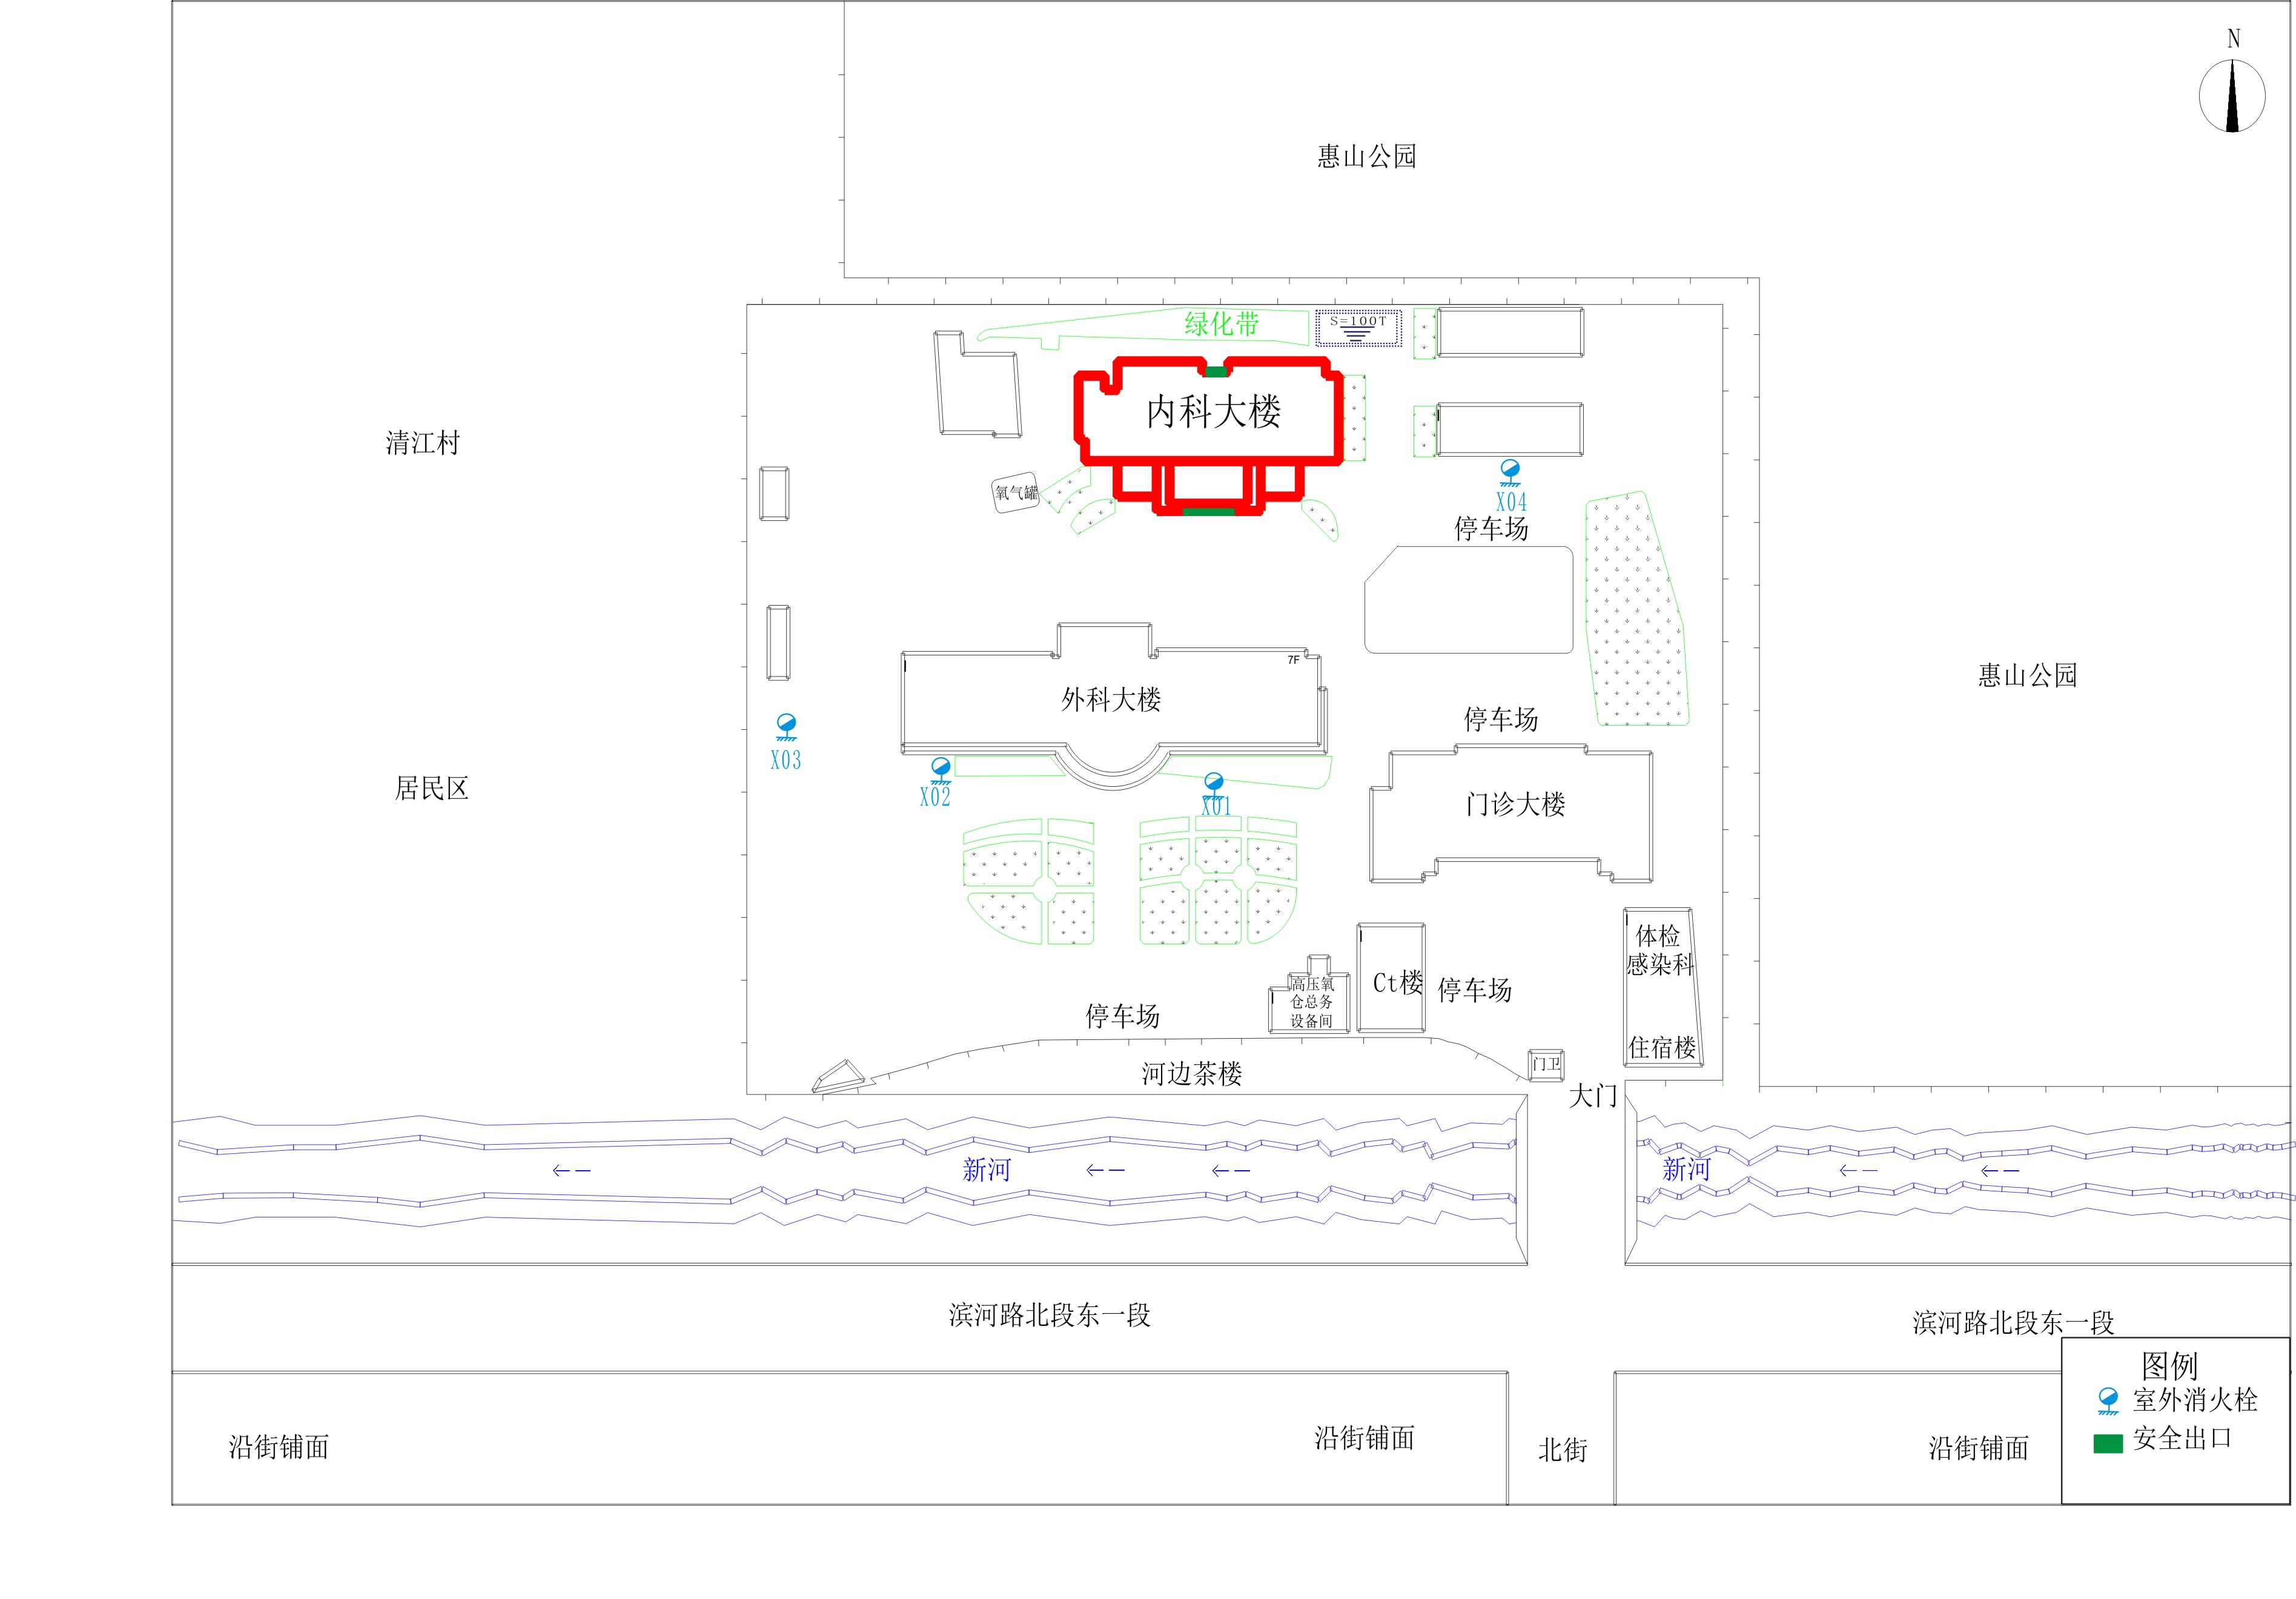 N
惠山公园
绿化带
S=100T
内科大楼
清江村
氧气罐
X04
停车场
7F
外科大楼
惠山公园
停车场
X03
X02
X01
居民区
门诊大楼
体检
感染科
Ct楼
停车场
高压氧
仓总务
设备间
停车场
住宿楼
门卫
河边茶楼
大门
新河
新河
滨河路北段东一段
滨河路北段东一段
图例
室外消火栓
安全出口
沿街铺面
沿街铺面
北街
沿街铺面